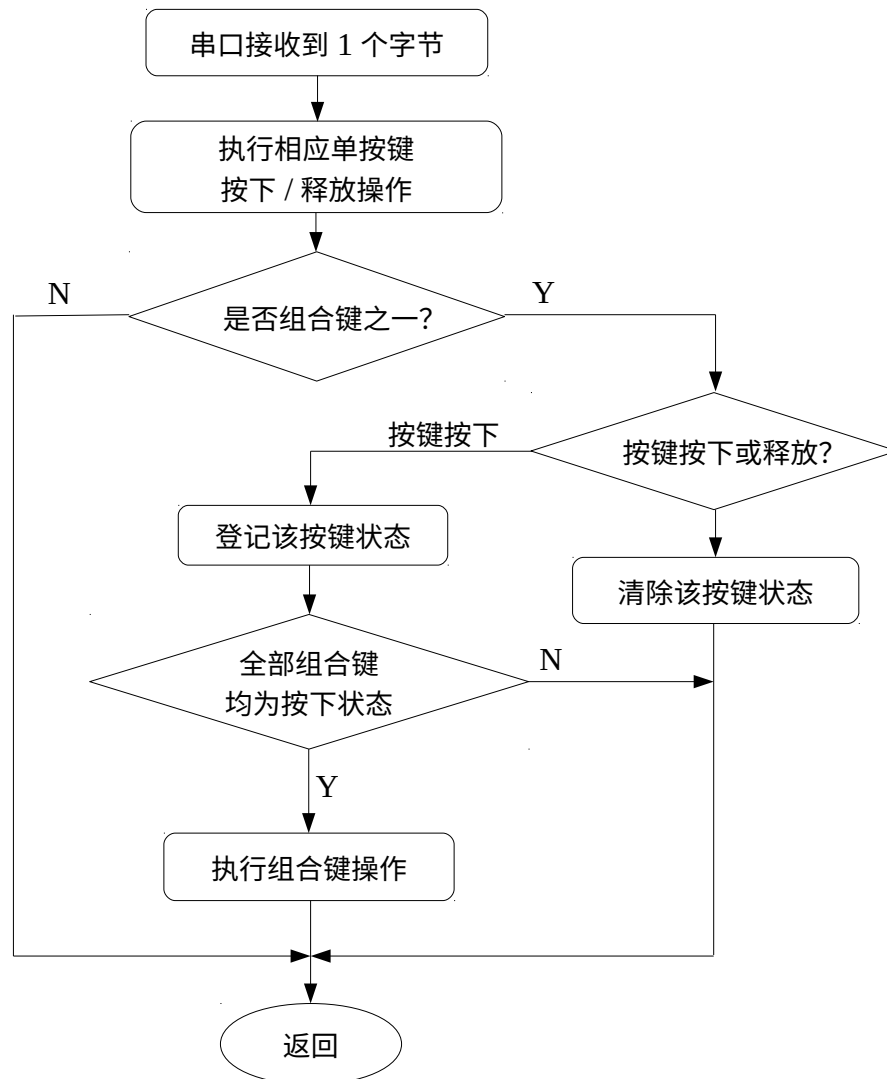 串口接收到 1 个字节
执行相应单按键
按下 / 释放操作
N
Y
是否组合键之一?
按键按下
按键按下或释放?
登记该按键状态
清除该按键状态
全部组合键
均为按下状态
N
Y
执行组合键操作
返回